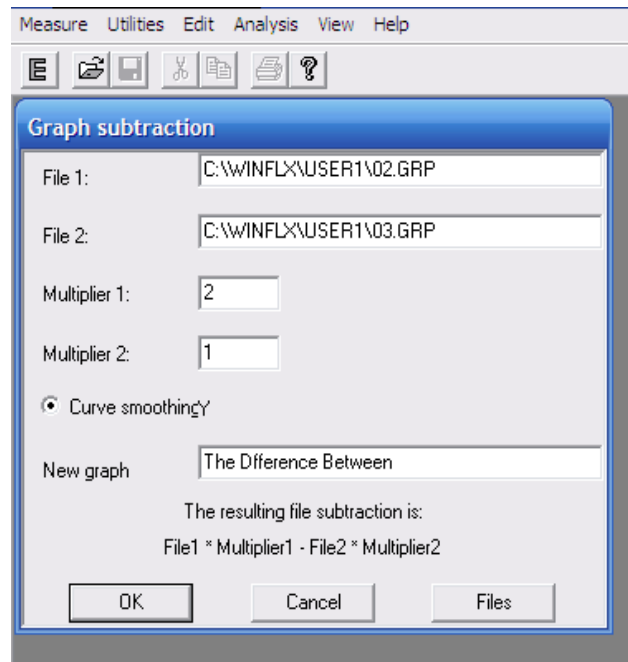 Measure Utilities Edit Analysis View Help
E
Graph subtraction
File 1: C:\WINFLX\USER1\02.GRP
File 2: C:\WINFLX\USER1\03.GRP
Multiplier 1: 2
Multiplier 2: 1
Curve smoothingY
New graph The Dfference Between
The resulting file subtraction is:
File1 * Multiplier1 - File2 * Multiplier2
OK Cancel Files